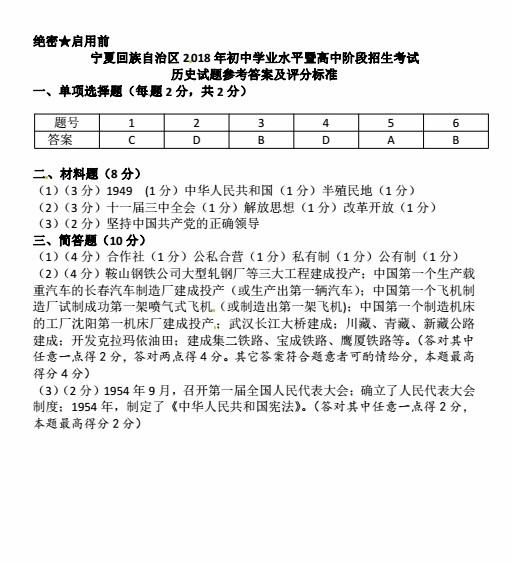 绝密★启用前
宁夏回族自治区 2018 年初中学业水平暨高中阶段招生考试
历史试题参考答案及评分标准
一、单项选择题（每题 2 分，共 2 分）
题号 1 2 3 4 5 6
答案 C D B D A B
二、材料题（8 分）
（1）（3 分）1949 （1 分）中华人民共和国（1 分）半殖民地（1 分）
（2）（3 分）十一届三中全会（1 分）解放思想（1 分）改革开放（1 分）
（3）（2 分）坚持中国共产党的正确领导
三、简答题（10 分）
（1）（4 分）合作社（1 分）公私合营（1 分）私有制（1 分）公有制（1 分）
（2）（4 分）鞍山钢铁公司大型轧钢厂等三大工程建成投产；中国第一个生产载
重汽车的长春汽车制造厂建成投产（或生产出第一辆汽车）；中国第一个飞机制
造厂试制成功第一架喷气式飞机（或制造出第一架飞机）；中国第一个制造机床
的工厂沈阳第一机床厂建成投产；武汉长江大桥建成；川藏、青藏、新藏公路
建成；开发克拉玛依油田；建成集二铁路、宝成铁路、鹰厦铁路等。（答对其中
任意一点得 2 分，答对两点得 4 分。其它答案符合题意者可酌情给分，本题最高
得分 4 分）
（3）（2 分）1954 年 9 月，召开第一届全国人民代表大会；确立了人民代表大会
制度；1954 年，制定了《中华人民共和国宪法》。（答对其中任意一点得 2 分，
本题最高得分 2 分）